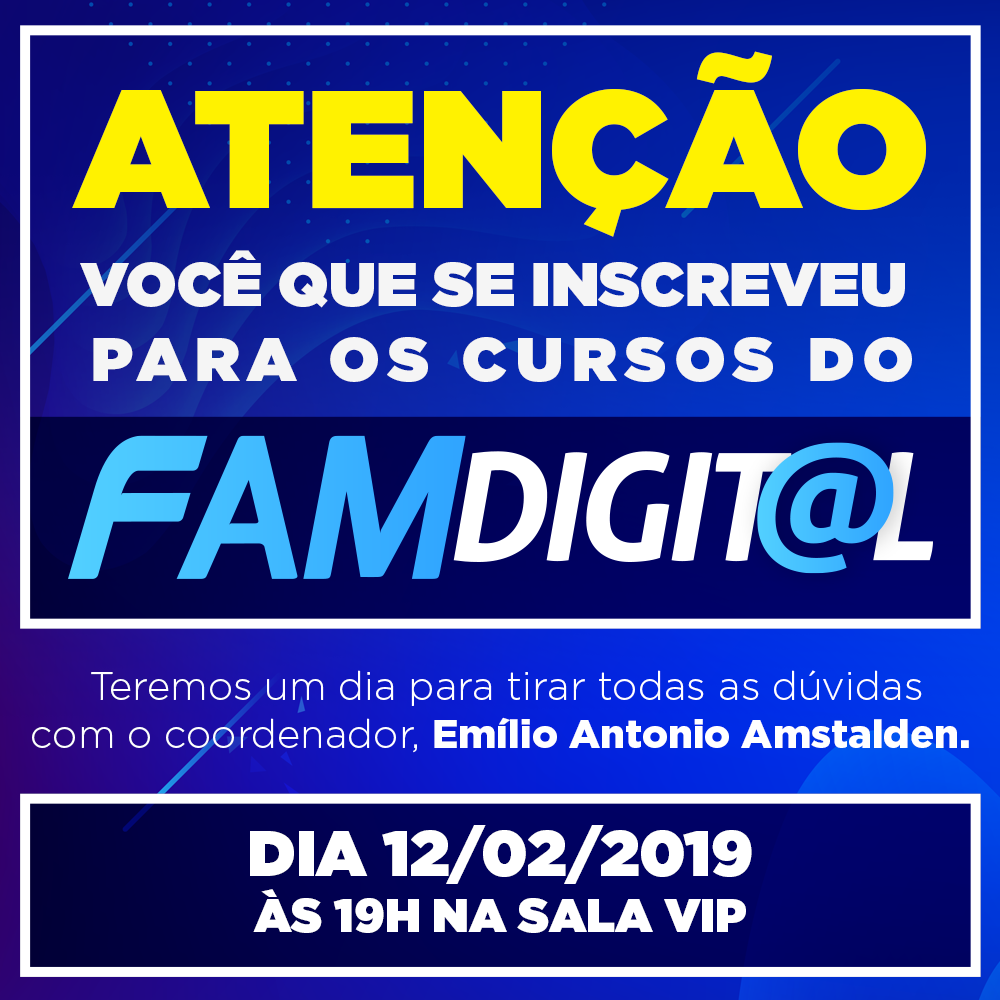 ATENÇÃO
VOCÊ QUE SE INSCREVEU
PARA OS CURSOS DO
FAMDIGIT@L
Teremos um dia para tirar todas as dúvidas
com o coordenador, Emílio Antonio Amstalden.
DIA 12/02/2019
ÀS 19H NA SALA VIP